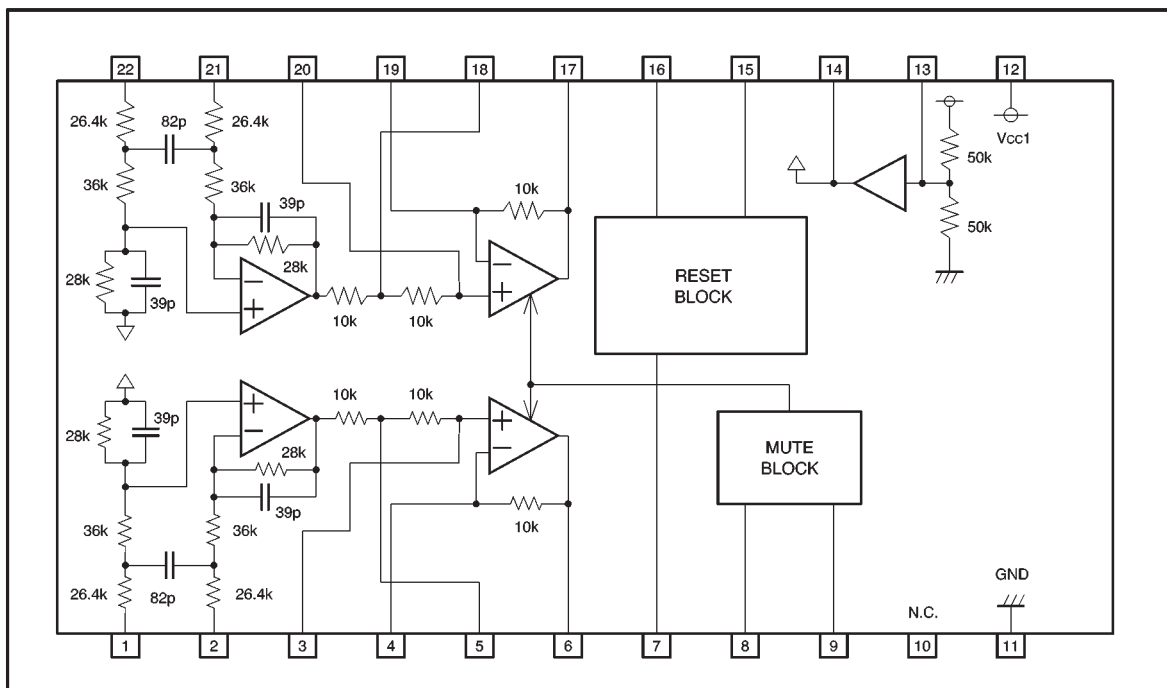 22 21 20 19 18 17 16 15 14 13 12
26.4k 82p 26.4k
Vcc1
50k
36k 36k
39p
10k
28k
50k
28k
39p
10k 10k
RESET
BLOCK
39p
28k
10k 10k
28k
39p
10k
MUTE
BLOCK
36k 36k
26.4k 82p 26.4k
GND
N.C.
1 2 3 4 5 6 7 8 9 10 11